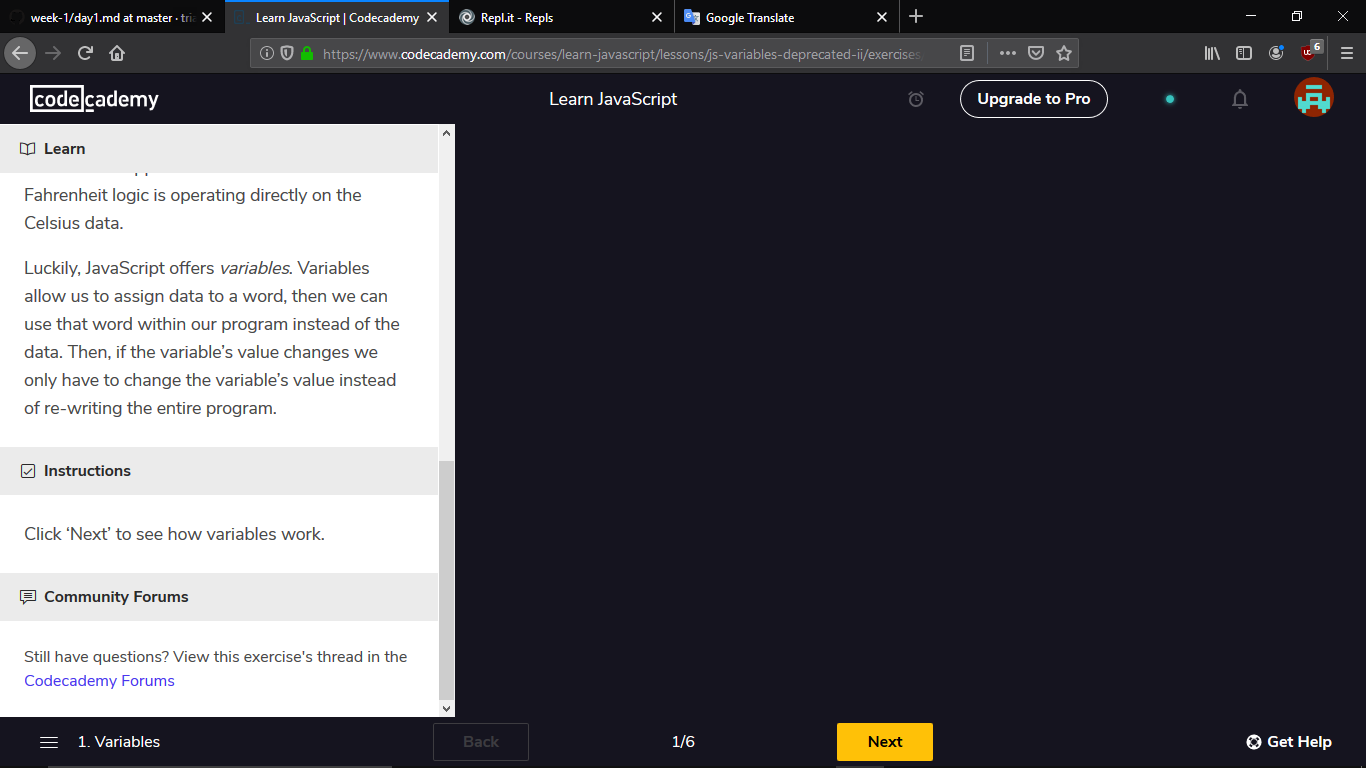 week-1/day1.md at master · tri
Learn JavaScript | Codecademy
Repl.it - Repls
Google Translate
https://www.codecademy.com/courses/learn-javascript/lessons/js-variables-deprecated-ii/exercises
6
codecademy
Learn JavaScript
Upgrade to Pro
Learn
Fahrenheit logic is operating directly on the
Celsius data.
Luckily, JavaScript offers variables. Variables
allow us to assign data to a word, then we can
use that word within our program instead of the
data. Then, if the variable’s value changes we
only have to change the variable’s value instead
of re-writing the entire program.
Instructions
Click ‘Next’ to see how variables work.
Community Forums
Still have questions? View this exercise's thread in the
Codecademy Forums
1. Variables
Back
1/6
Next
Get Help